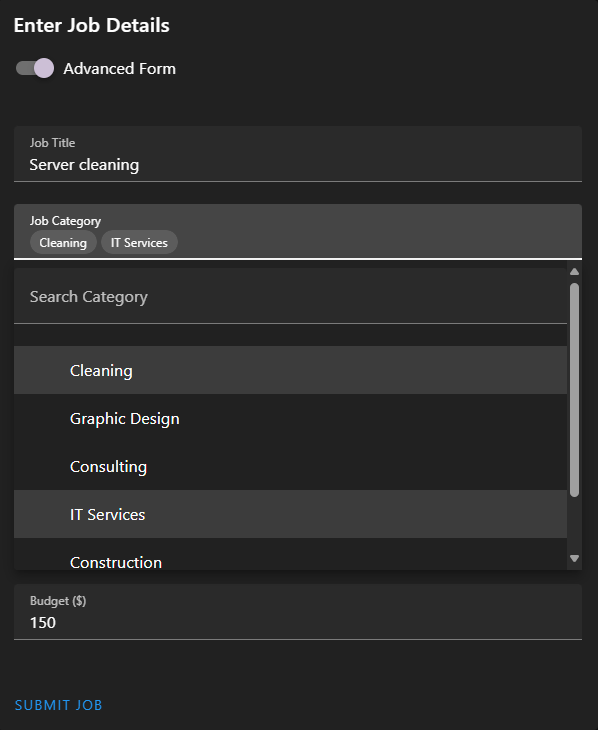 Enter Job Details
Advanced Form
Job Title
Server cleaning
Job Category
Cleaning IT Services
Search Category
Cleaning
Graphic Design
Consulting
IT Services
Construction
Budget ($)
150
SUBMIT JOB